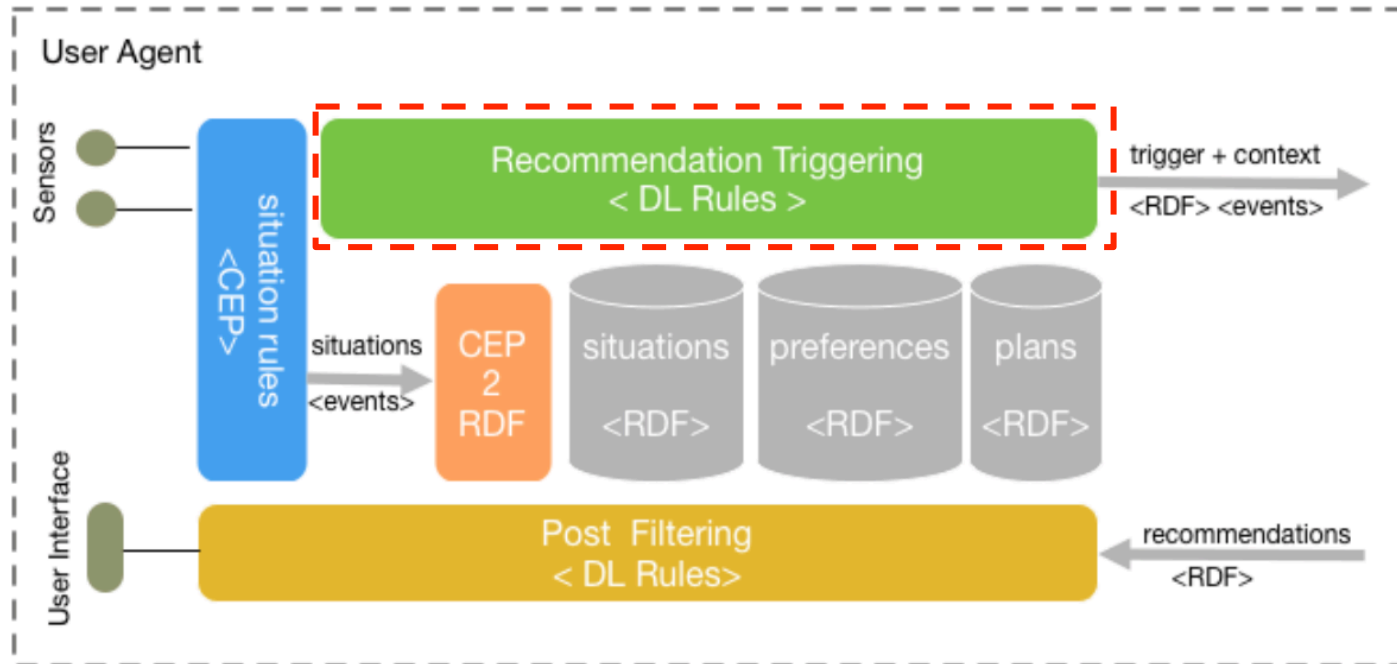 User Agent
Sensors
situation rules
<CEP>
Recommendation Triggering
< DL Rules >
trigger + context
<RDF> <events>
situations
<events>
CEP
2
RDF
situations
<RDF>
preferences
<RDF>
plans
<RDF>
User Interface
Post Filtering
< DL Rules>
recommendations
<RDF>